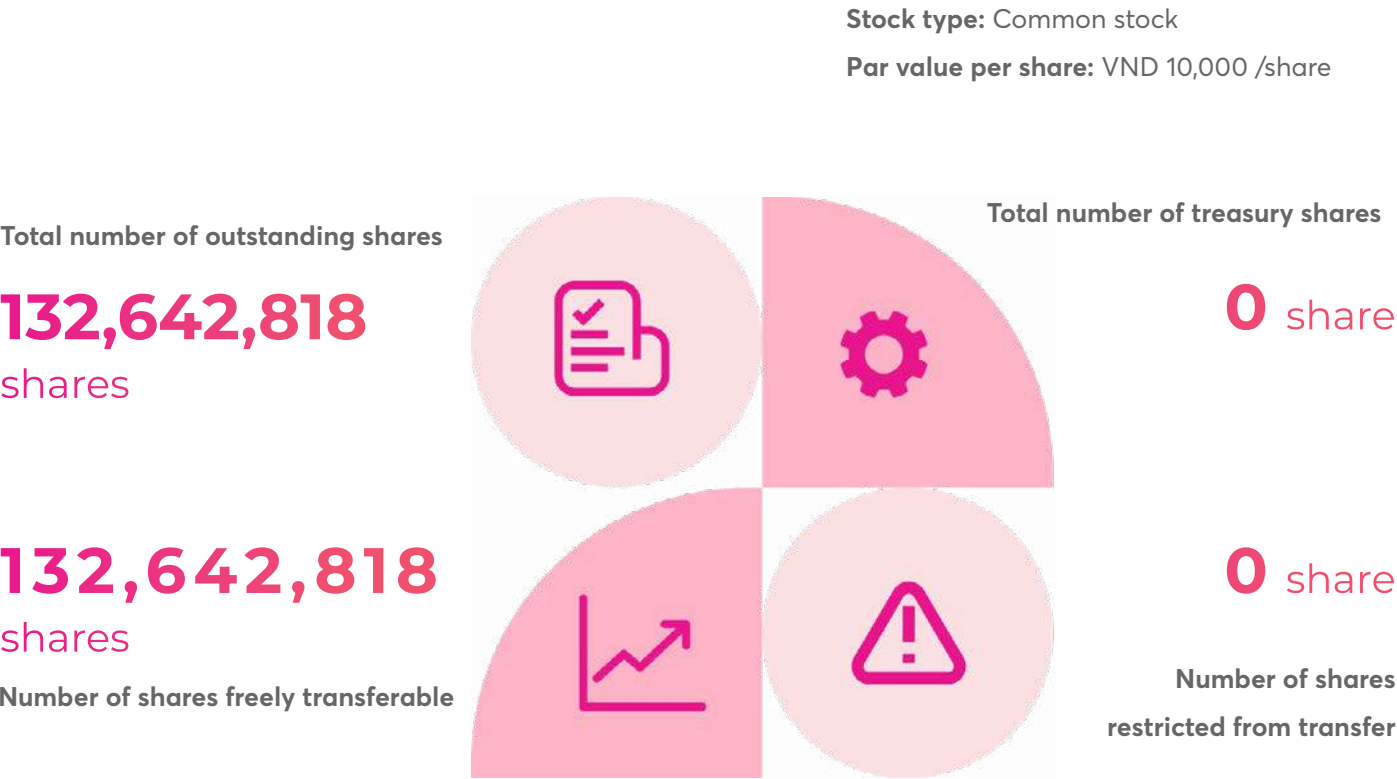 Stock type: Common stock
Par value per share: VND 10,000 /share
Total number of outstanding shares
132,642,818
shares
Total number of treasury shares
0 share
132,642,818
shares
Number of shares freely transferable
0 share
Number of shares
restricted from transfer